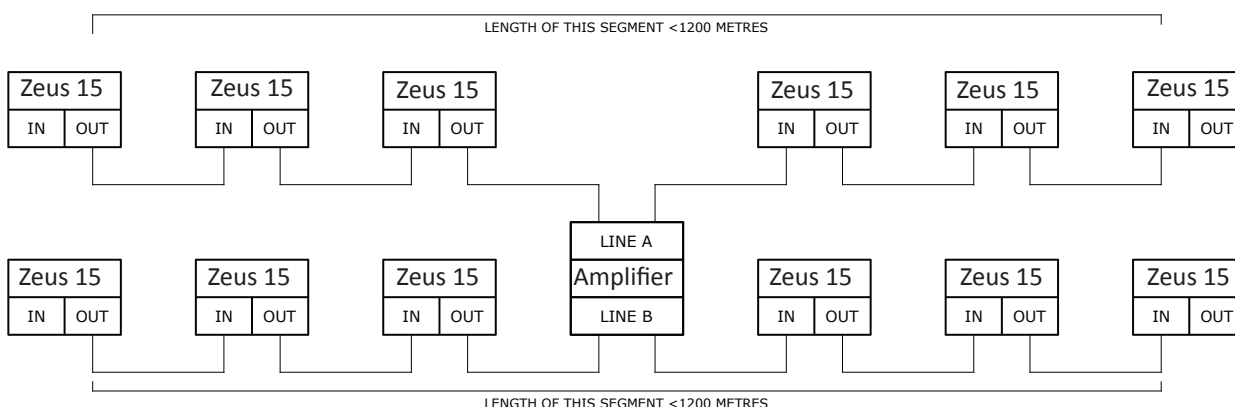 LENGTH OF THIS SEGMENT <1200 METRES
Zeus 15 Zeus 15 Zeus 15 Zeus 15 Zeus 15 Zeus 15
IN OUT IN OUT IN OUT IN OUT IN OUT IN OUT
LINE A
Zeus 15 Zeus 15 Zeus 15 Amplifier Zeus 15 Zeus 15 Zeus 15
IN OUT IN OUT IN OUT LINE B IN OUT IN OUT IN OUT
LENGTH OF THIS SEGMENT <1200 METRES